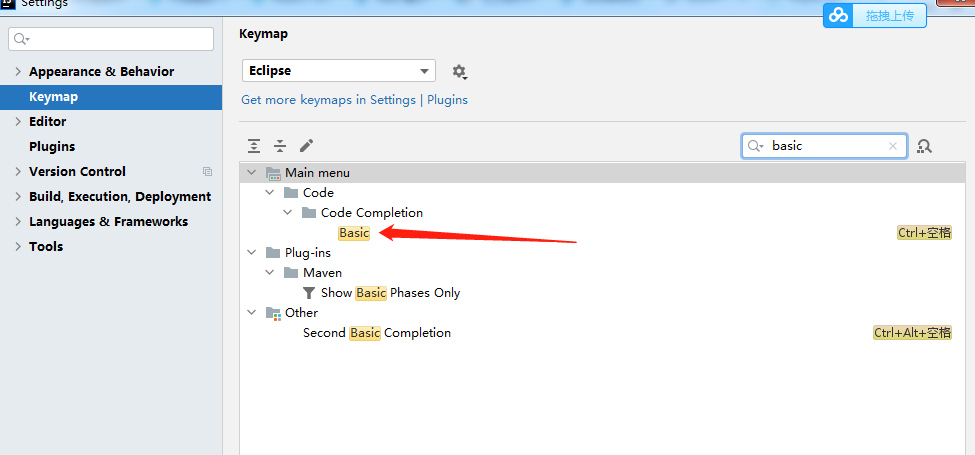 Settings
拖拽上传
Keymap
Eclipse
Get more keymaps in Settings | Plugins
Appearance & Behavior
Keymap
Editor
Plugins
Version Control
Build, Execution, Deployment
Languages & Frameworks
Tools
basic
Main menu
Code
Code Completion
Basic Ctrl+空格
Plug-ins
Maven
Show Basic Phases Only
Other
Second Basic Completion Ctrl+Alt+空格